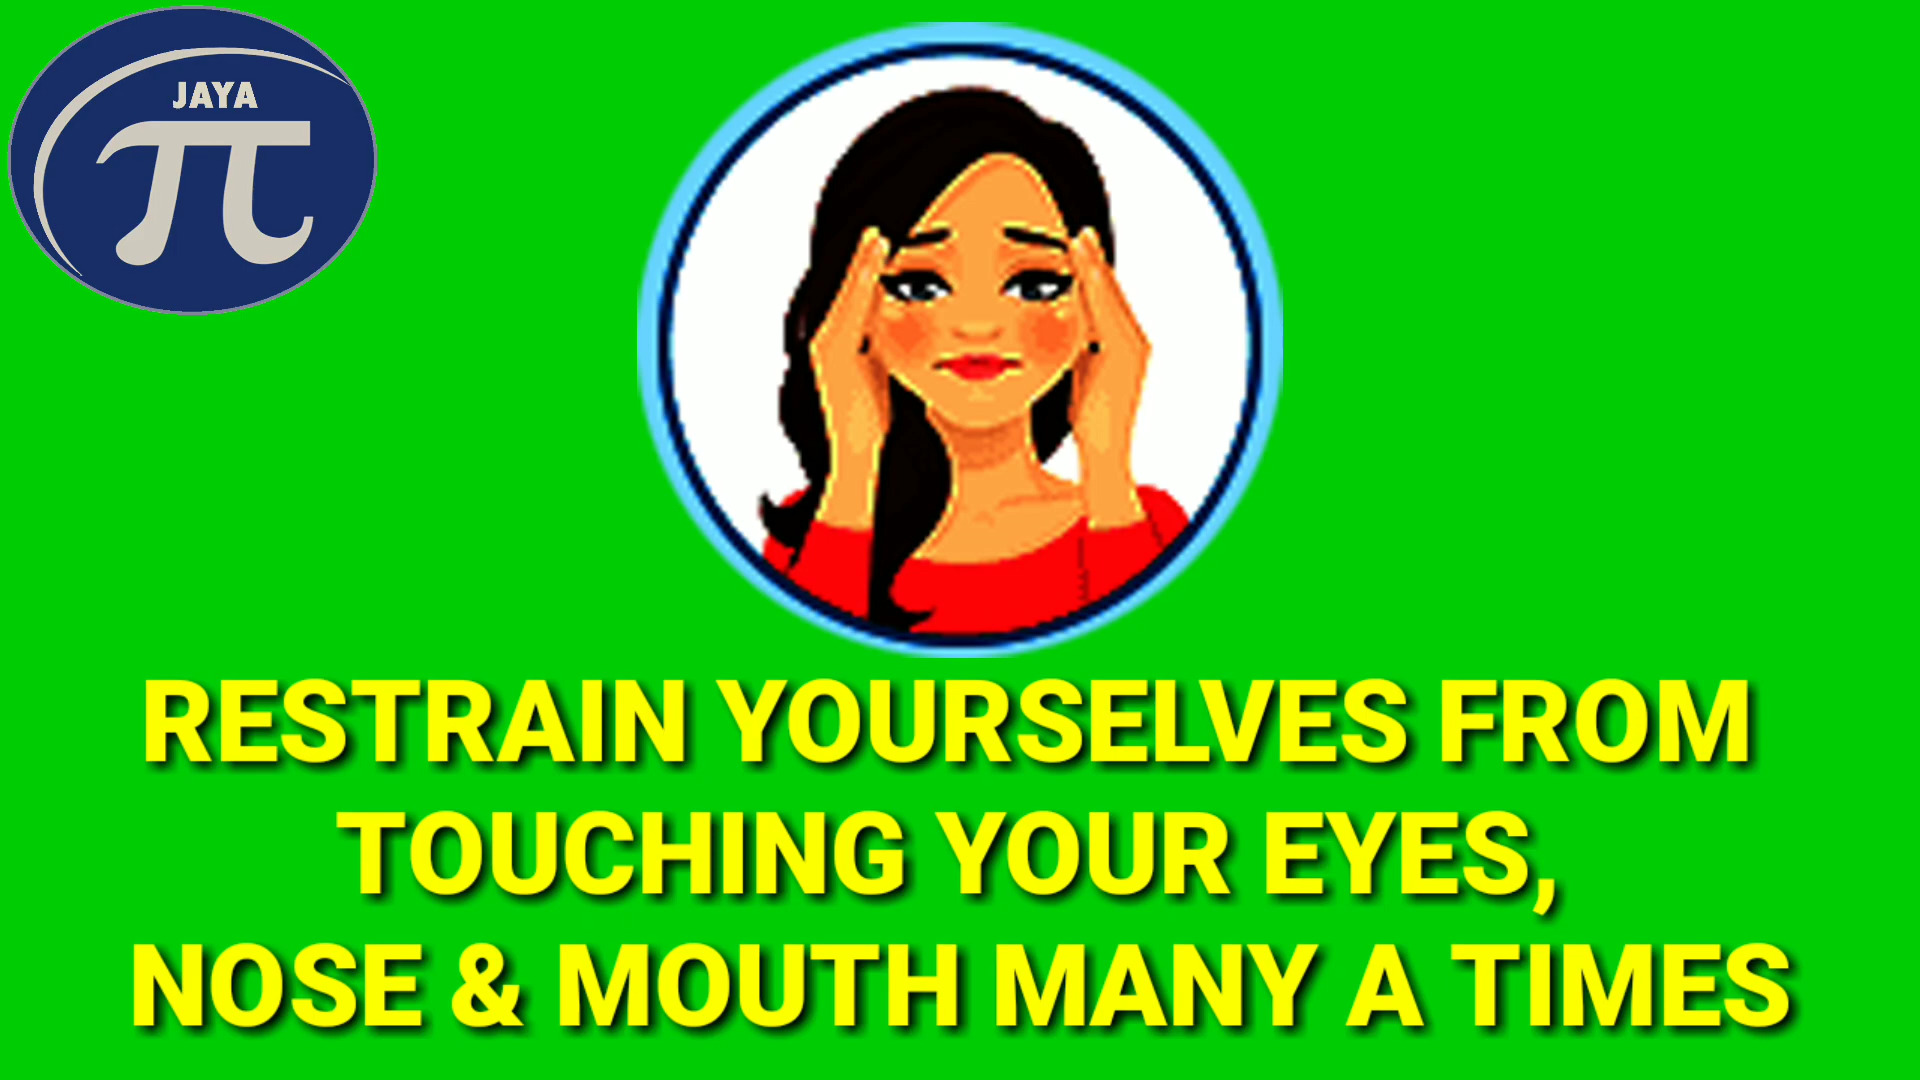 JAYA
π
RESTRAIN YOURSELVES FROM
TOUCHING YOUR EYES,
NOSE & MOUTH MANY A TIMES